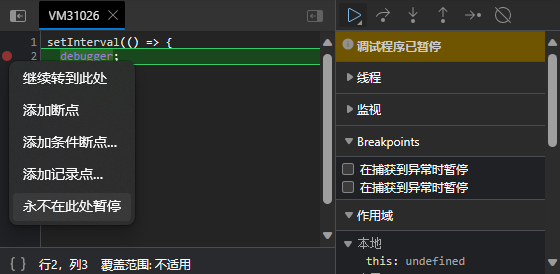 VM31026
1 setInterval(() => {
2 debugger;
继续转到此处
添加断点
添加条件断点...
添加记录点...
永不在此处暂停
{ } 行2，列3 覆盖范围: 不适用
调试程序已暂停
线程
监视
Breakpoints
在捕获到异常时暂停
在捕获到异常时暂停
作用域
本地
this: undefined